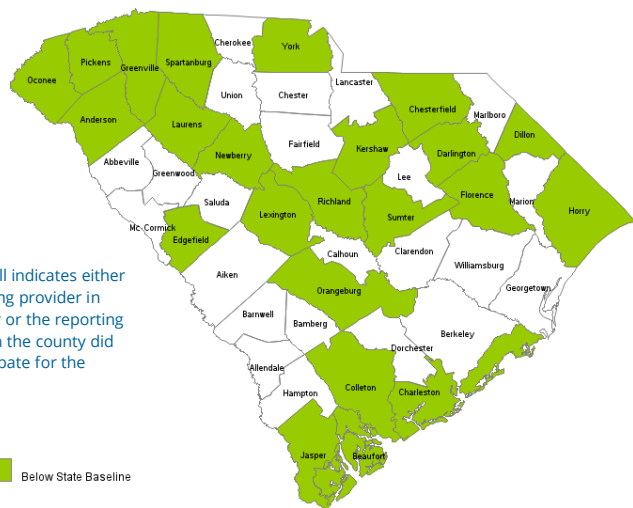 Cherokee
York
Pickens
Greenville
Spartanburg
Oconee
Lancaster
Union
Chester
Chesterfield
Marlboro
Anderson
Laurens
Dillon
Fairfield
Kershaw
Darlington
Newberry
Abbeville
Greenwood
Lee
Florence
Marion
Saluda
Lexington
Richland
Sumter
Horry
Mc Cormick
Edgefield
Calhoun
Clarendon
Williamsburg
Aiken
Georgetown
Orangeburg
Barnwell
Bamberg
Berkeley
Dorchester
Allendale
Hampton
Colleton
Charleston
Jasper
Beaufort
ll indicates either
ng provider in
or the reporting
the county did
pate for the
Below State Baseline